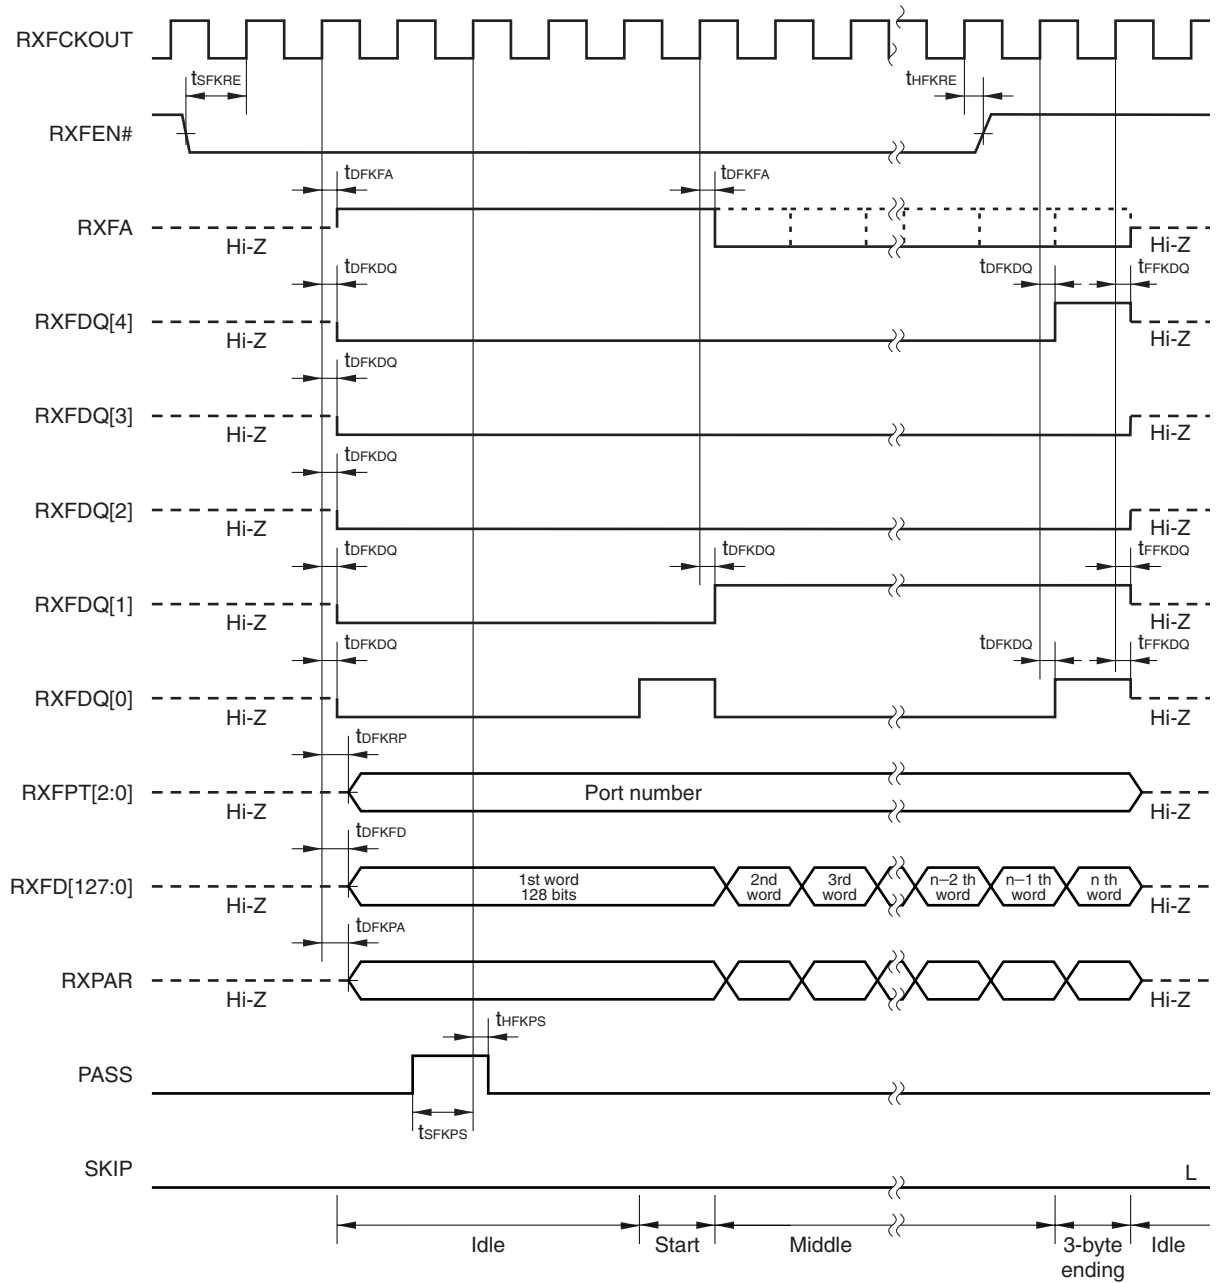 RXFCKOUT
tSFKRE
tHFKRE
RXFEN#
tDFKFA
tDFKFA
RXFA
Hi-Z
Hi-Z
tDFKDQ
tDFKDQ
tFFKDQ
RXFDQ[4]
Hi-Z
Hi-Z
tDFKDQ
RXFDQ[3]
Hi-Z
Hi-Z
tDFKDQ
RXFDQ[2]
Hi-Z
Hi-Z
tDFKDQ
tDFKDQ
tFFKDQ
RXFDQ[1]
Hi-Z
Hi-Z
tDFKDQ
tDFKDQ
tFFKDQ
RXFDQ[0]
Hi-Z
Hi-Z
tDFKRP
RXFPT[2:0]
Port number
Hi-Z
Hi-Z
tDFKFD
RXFD[127:0]
1st word
128 bits
2nd
word
3rd
word
n–2 th
word
n–1 th
word
n th
word
Hi-Z
Hi-Z
tDFKPA
RXPAR
Hi-Z
Hi-Z
tHFKPS
PASS
tSFKPS
SKIP
L
Idle
Start
Middle
3-byte
ending
Idle